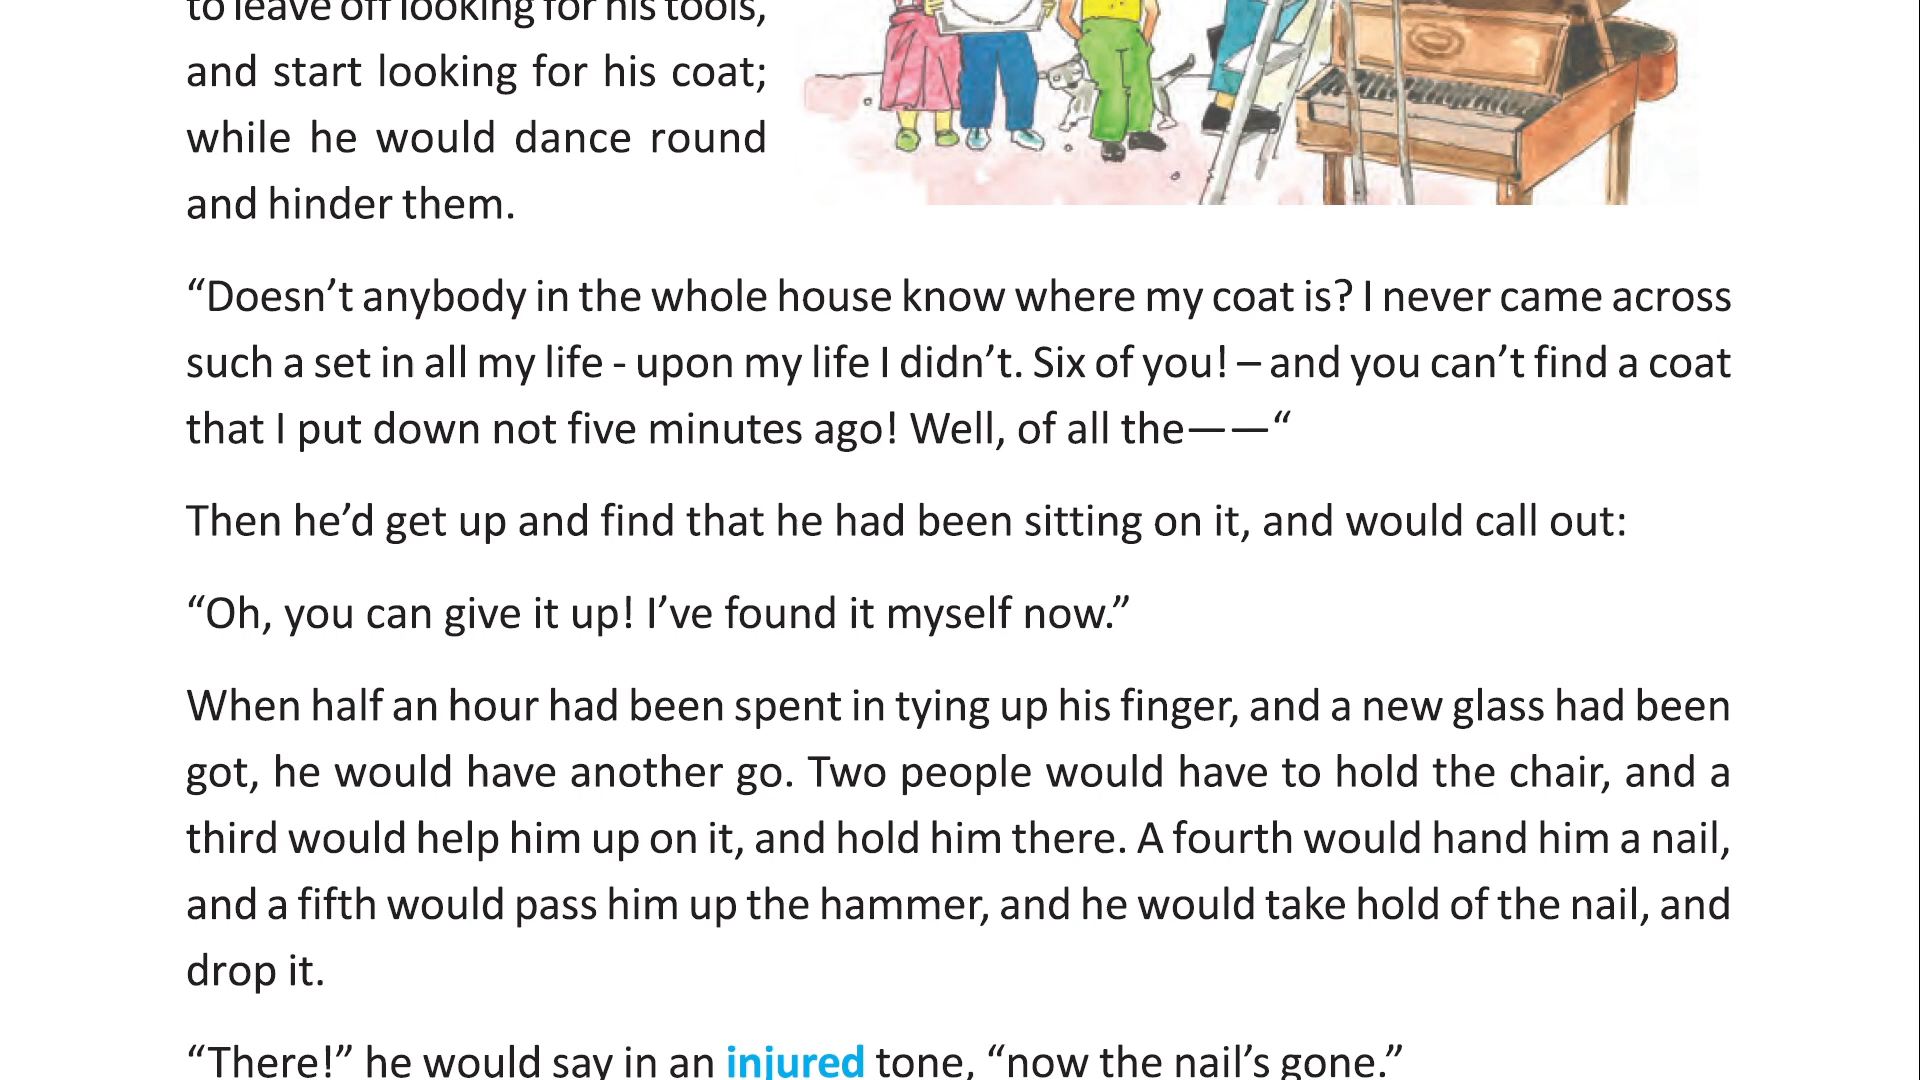 to leave off looking for his tools,
and start looking for his coat;
while he would dance round
and hinder them.
“Doesn’t anybody in the whole house know where my coat is? I never came across
such a set in all my life - upon my life I didn’t. Six of you! – and you can’t find a coat
that I put down not five minutes ago! Well, of all the——“
Then he’d get up and find that he had been sitting on it, and would call out:
“Oh, you can give it up! I’ve found it myself now.”
When half an hour had been spent in tying up his finger, and a new glass had been
got, he would have another go. Two people would have to hold the chair, and a
third would help him up on it, and hold him there. A fourth would hand him a nail,
and a fifth would pass him up the hammer, and he would take hold of the nail, and
drop it.
“There!” he would say in an injured tone, “now the nail’s gone.”